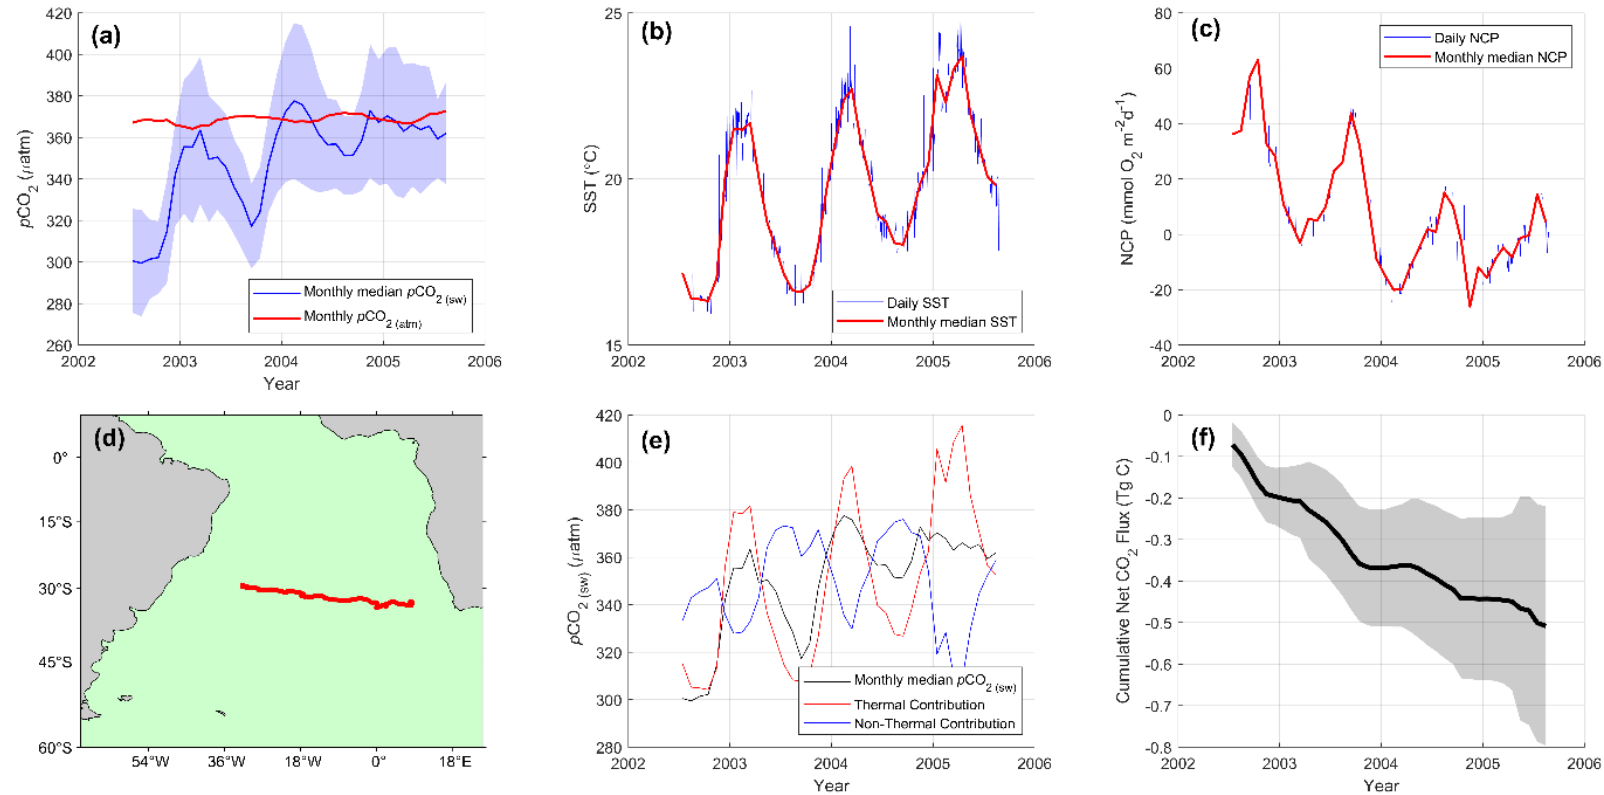 (a)
420
400
380
360
340
320
300
280
260
pCO2 (μatm)
Monthly median pCO2 (sw)
Monthly pCO2 (atm)
2002 2003 2004 2005 2006
Year
(b)
25
20
15
SST (°C)
Daily SST
Monthly median SST
2002 2003 2004 2005 2006
(c)
80
60
40
20
0
-20
-40
NCP (mmol O2 m-2d-1)
Daily NCP
Monthly median NCP
2002 2003 2004 2005 2006
(d)
0°
15°S
30°S
45°S
60°S
54°W 36°W 18°W 0° 18°E
(e)
420
400
380
360
340
320
300
280
pCO2 (sw) (μatm)
Monthly median pCO2 (sw)
Thermal Contribution
Non-Thermal Contribution
2002 2003 2004 2005 2006
Year
(f)
0
-0.1
-0.2
-0.3
-0.4
-0.5
-0.6
-0.7
-0.8
Cumulative Net CO2 Flux (Tg C)
2002 2003 2004 2005 2006
Year